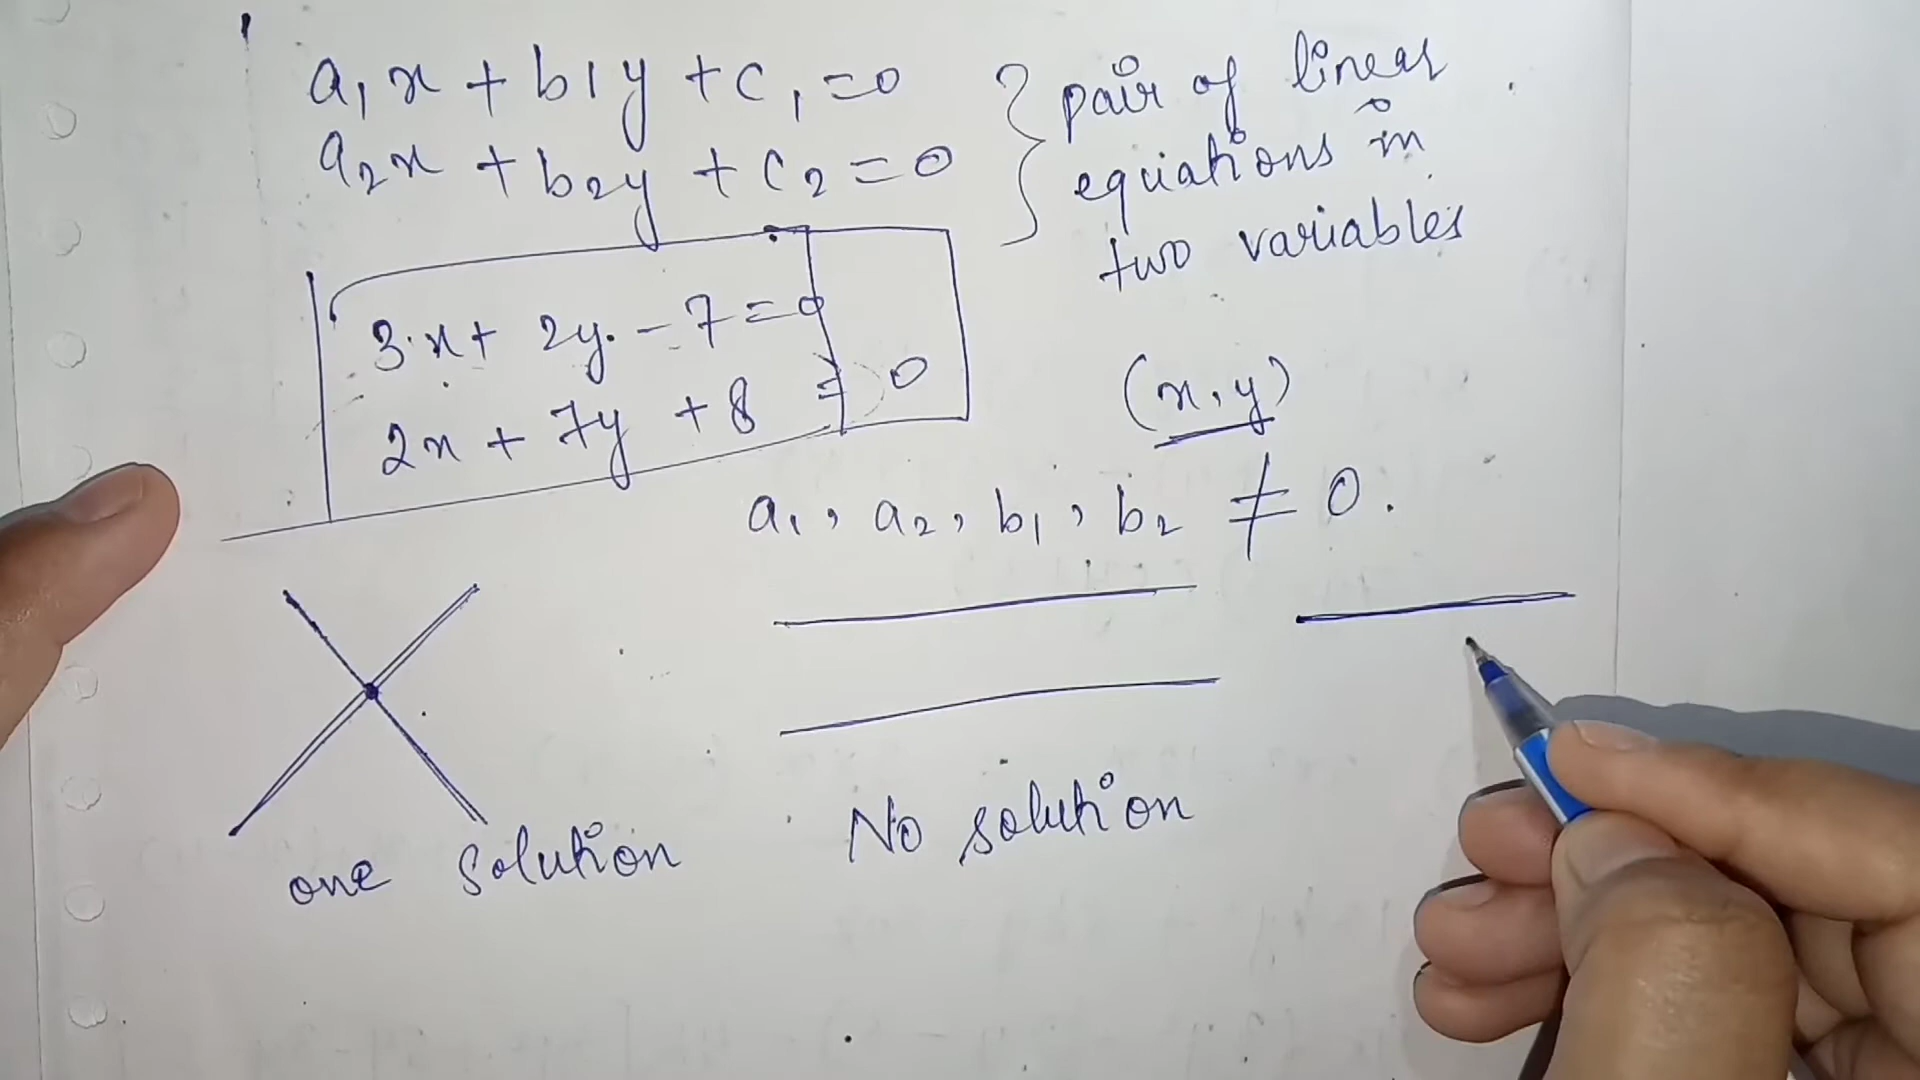 a₁x + b1y + c₁ = 0
a₂x + b₂y + c₂ = 0
pair of linear
equations in
two variables
3x + 2y - 7 = 0
2x + 7y + 8 = 0
(x, y)
a₁, a₂, b₁, b₂ ≠ 0.
one solution
No solution